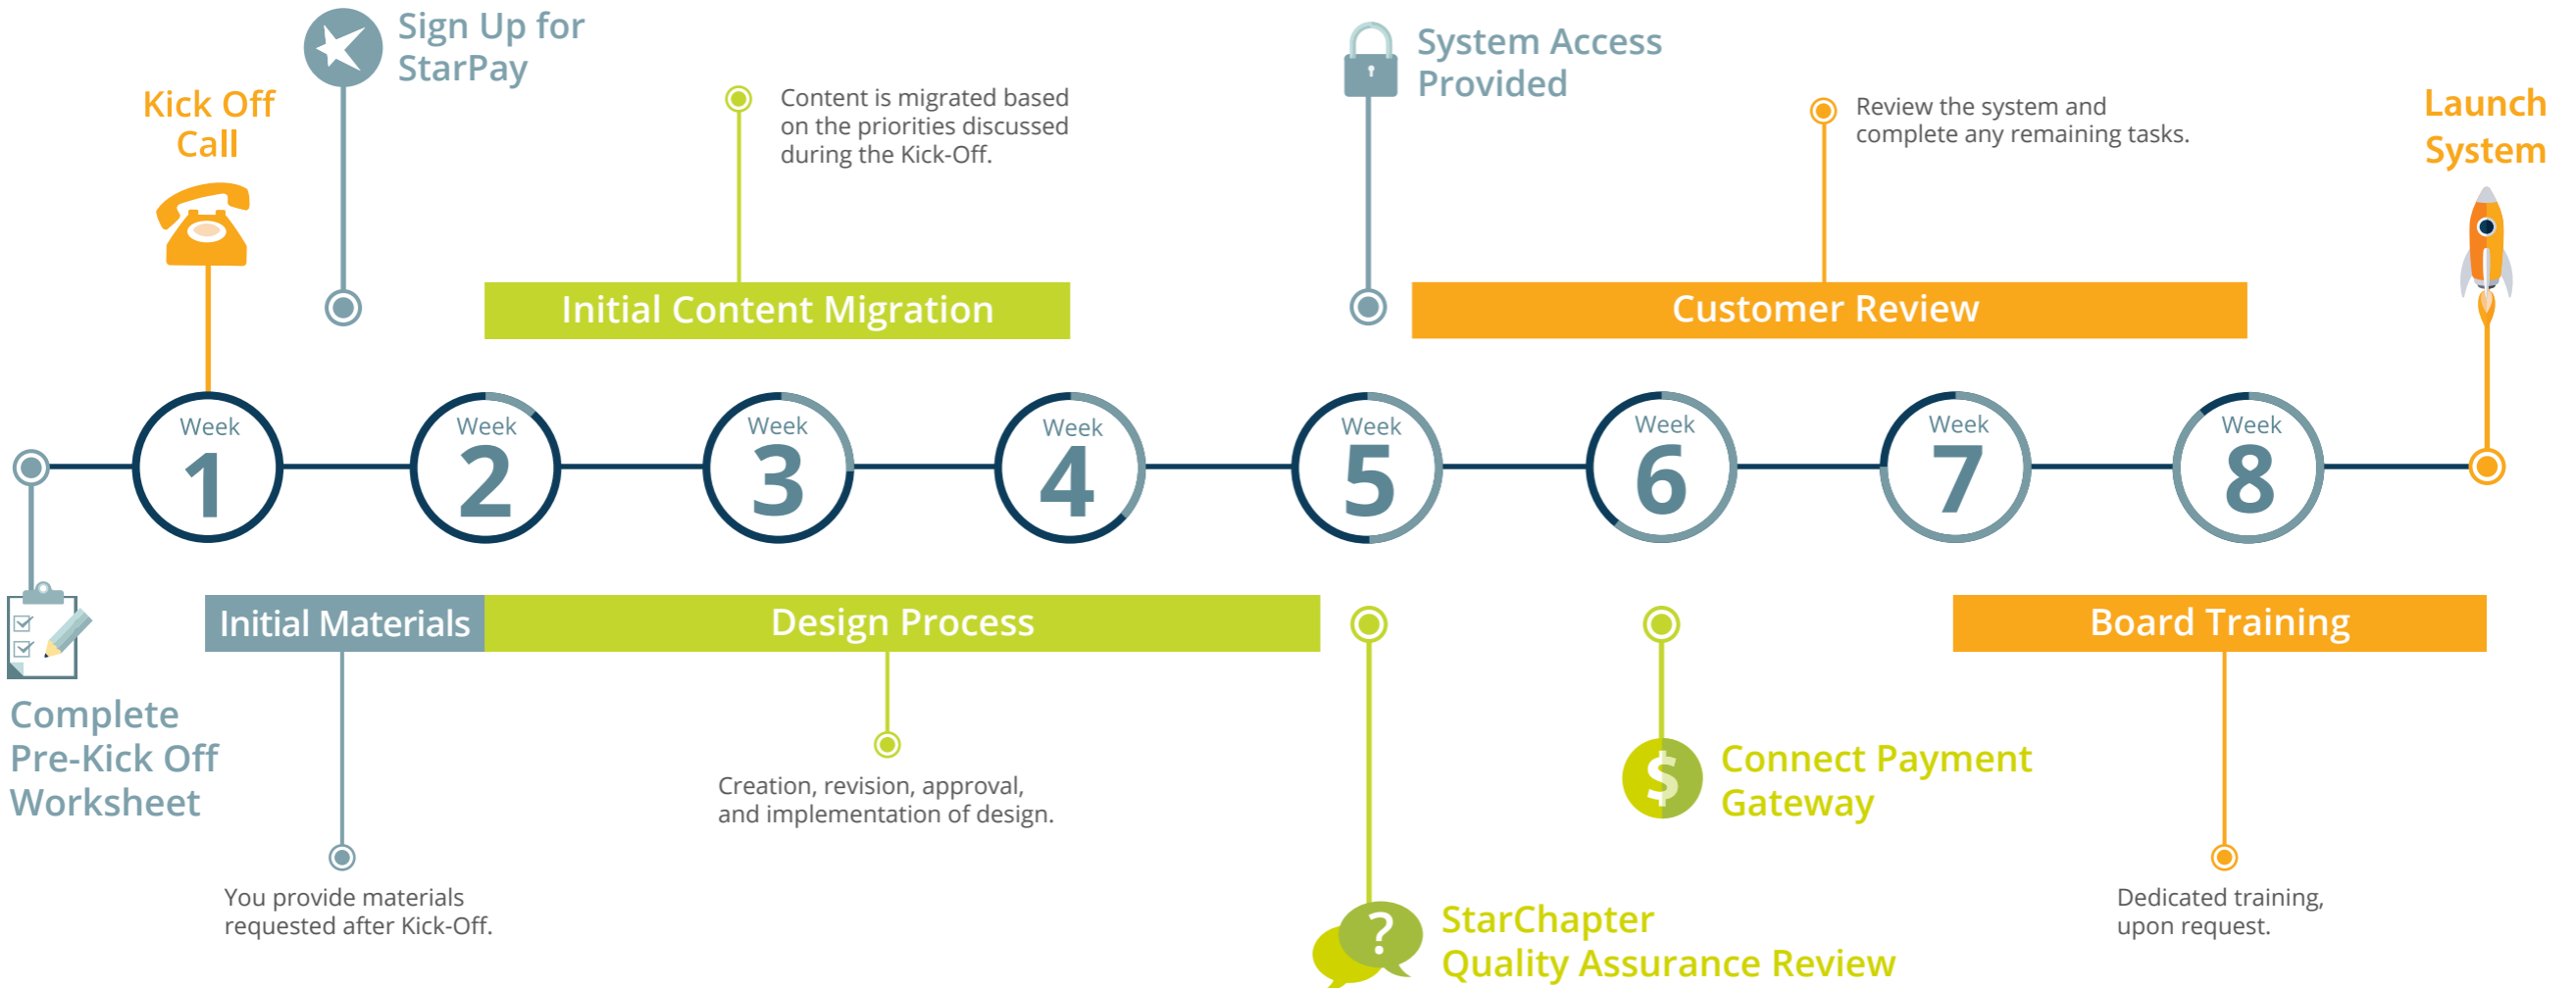 Sign Up for
StarPay
Kick Off
Call
Content is migrated based
on the priorities discussed
during the Kick-Off.
System Access
Provided
Review the system and
complete any remaining tasks.
Launch
System
Initial Content Migration
Customer Review
Week
1
Week
2
Week
3
Week
4
Week
5
Week
6
Week
7
Week
8
Initial Materials
Design Process
Board Training
Complete
Pre-Kick Off
Worksheet
You provide materials
requested after Kick-Off.
Creation, revision, approval,
and implementation of design.
?
StarChapter
Quality Assurance Review
$
Connect Payment
Gateway
Dedicated training,
upon request.